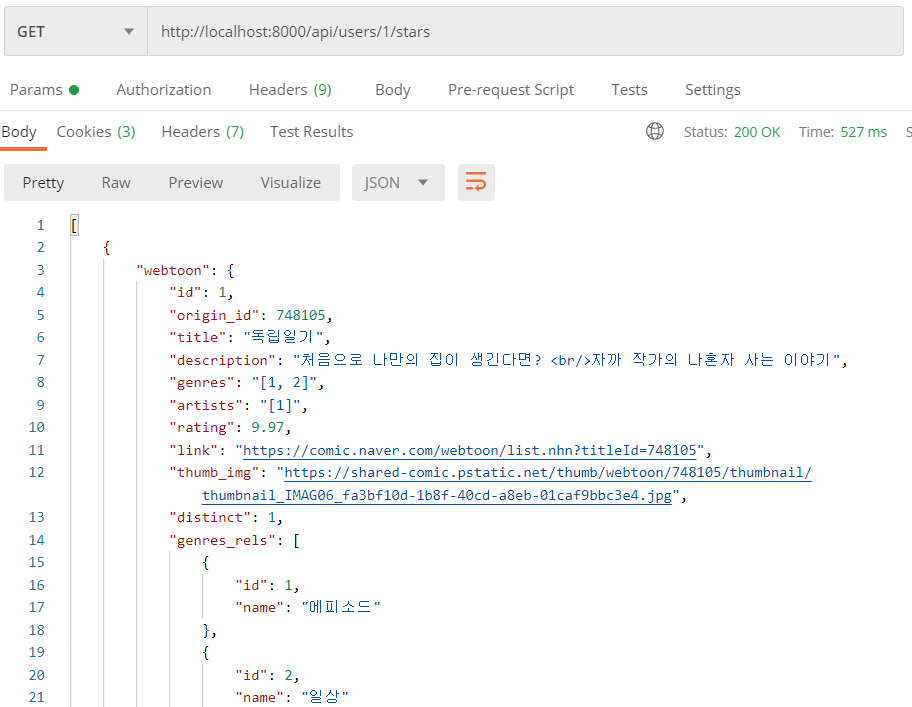 GET http://localhost:8000/api/users/1/stars
Params Authorization Headers (9) Body Pre-request Script Tests Settings
Body Cookies (3) Headers (7) Test Results Status: 200 OK Time: 527 ms S
Pretty Raw Preview Visualize JSON
1 [
2 {
3 "webtoon": {
4 "id": 1,
5 "origin_id": 748105,
6 "title": "독립일기",
7 "description": "처음으로 나만의 집이 생긴다면? <br/>자까 작가의 나혼자 사는 이야기",
8 "genres": "[1, 2]",
9 "artists": "[1]",
10 "rating": 9.97,
11 "link": "https://comic.naver.com/webtoon/list.nhn?titleId=748105",
12 "thumb_img": "https://shared-comic.pstatic.net/thumb/webtoon/748105/thumbnail/
thumbnail_IMAG06_fa3bf10d-1b8f-40cd-a8eb-01caf9bbc3e4.jpg",
13 "distinct": 1,
14 "genres_rels": [
15 {
16 "id": 1,
17 "name": "에피소드"
18 },
19 {
20 "id": 2,
21 "name": "일상"